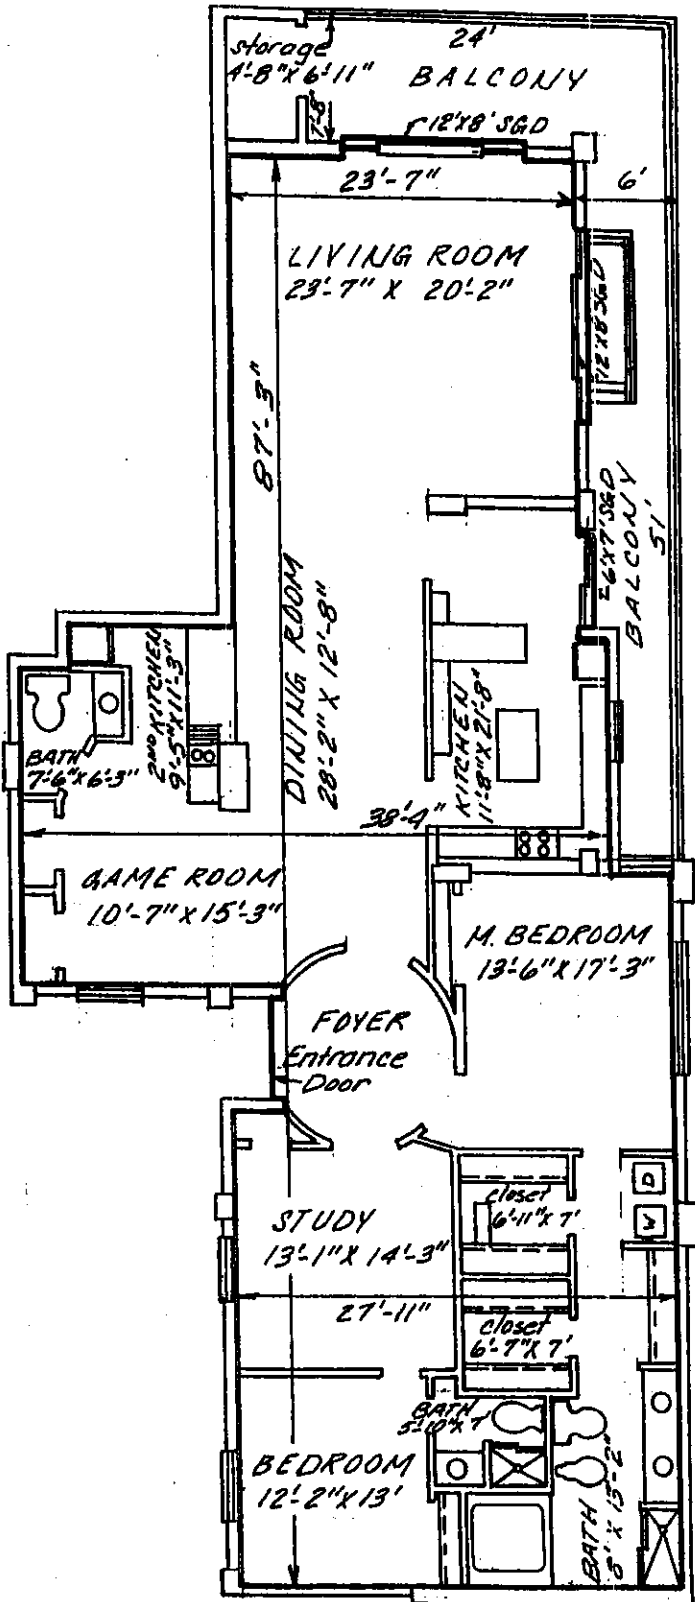 storage
4'-8"X6'-11"
24'
BALCONY
7'-8"
12'X8' SGD
23'-7"
6'
LIVING ROOM
23'-7" X 20'-2"
12'X8'SGD
87'-3"
6'X7'SGD
BALCONY
51'
DINING ROOM
28'-2" X 12'-8"
2ND KITCHEN
9'-5"X11'-3"
BATH
7'-6"X6'-3"
KITCHEN
11'-8"X21'-8"
38'-4"
GAME ROOM
10'-7"X15'-3"
M. BEDROOM
13'-6"X17'-3"
FOYER
Entrance
Door
D
W
closet
6'-11"X 7'
STUDY
13'-1"X 14'-3"
27'-11"
closet
6'-7"X 7'
BATH
5'-10"X7'
BEDROOM
12'-2"X13'
BATH
8' X 15'-2"